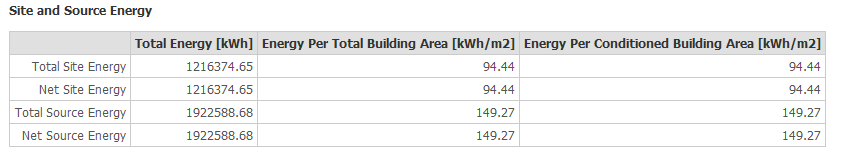 Site and Source Energy
Total Energy [kWh] Energy Per Total Building Area [kWh/m2] Energy Per Conditioned Building Area [kWh/m2]
Total Site Energy 1216374.65 94.44 94.44
Net Site Energy 1216374.65 94.44 94.44
Total Source Energy 1922588.68 149.27 149.27
Net Source Energy 1922588.68 149.27 149.27